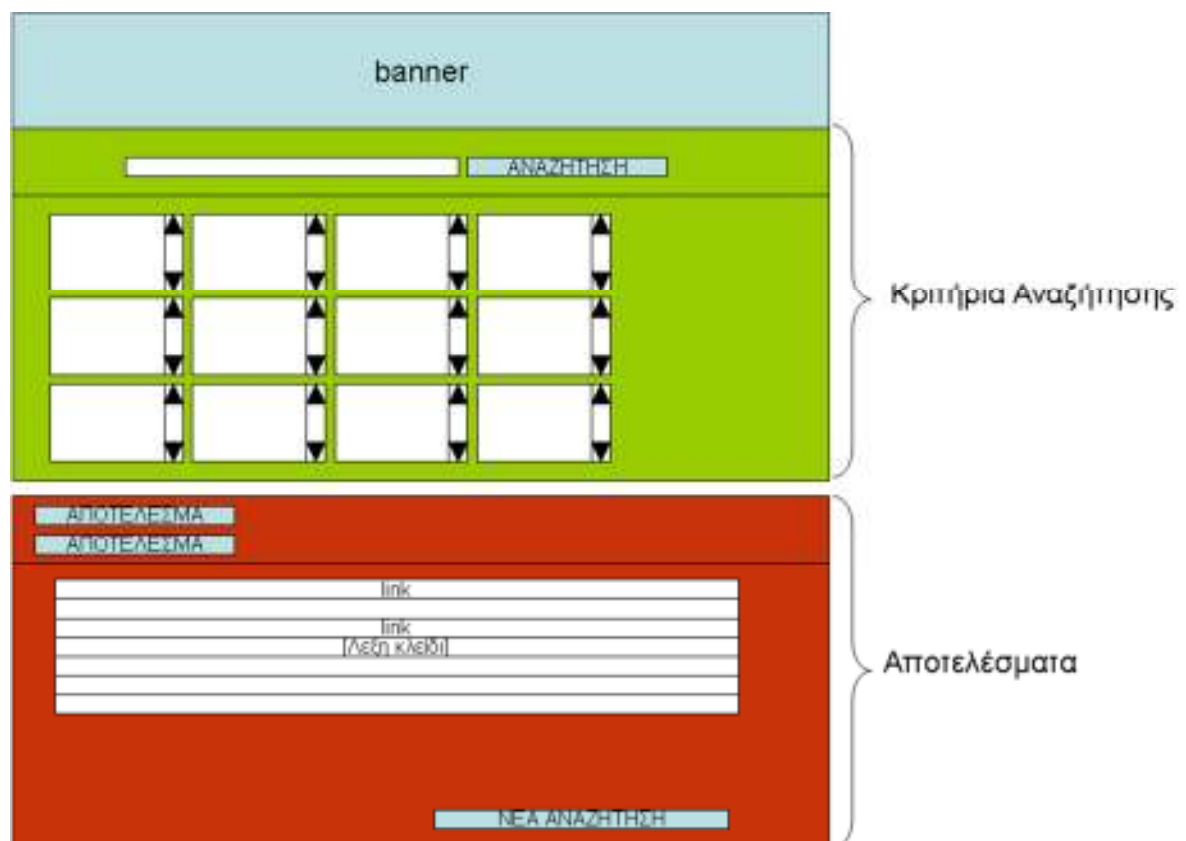 banner
ΑΝΑΖΗΤΗΣΗ
Κριτήρια Αναζήτησης
ΑΠΟΤΕΛΕΣΜΑ
ΑΠΟΤΕΛΕΣΜΑ
link
link
[Λεξη κλειδι]
Αποτελέσματα
ΝΕΑ ΑΝΑΖΗΤΗΣΗ